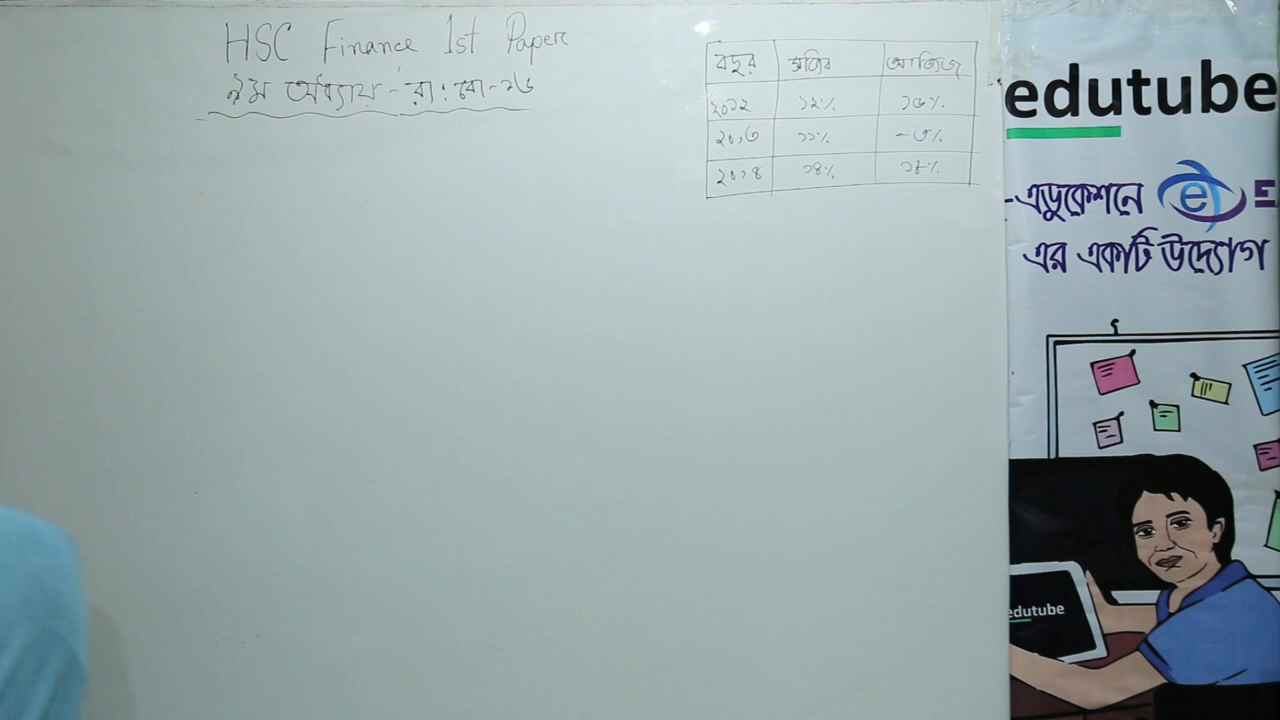 HSC Finance 1st Paper
৯ম অধ্যায় - রা: বো-১৬
বছর সজিব আজিজ
২০১২ ১২% ১৫%
২০১৩ ১১% -৩%
২০১৪ ১৪% ১৮%
edutube
-এডুকেশনে e E
এর একটি উদ্যোগ
edutube